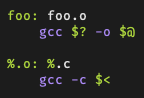 foo: foo.o
gcc $? -o $@
%.o: %.c
gcc -c $<